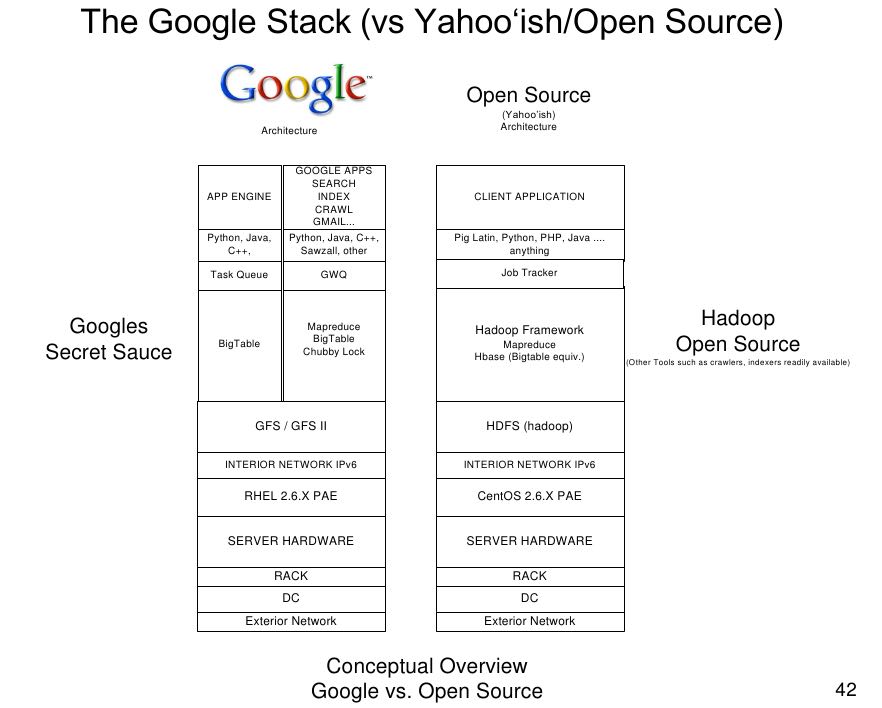 The Google Stack (vs Yahoo‘ish/Open Source)
Google™
Architecture
Open Source
(Yahoo'ish)
Architecture
APP ENGINE
GOOGLE APPS
SEARCH
INDEX
CRAWL
GMAIL...
Python, Java,
C++,
Python, Java, C++,
Sawzall, other
Task Queue
GWQ
BigTable
Mapreduce
BigTable
Chubby Lock
GFS / GFS II
INTERIOR NETWORK IPv6
RHEL 2.6.X PAE
SERVER HARDWARE
RACK
DC
Exterior Network
CLIENT APPLICATION
Pig Latin, Python, PHP, Java ....
anything
Job Tracker
Hadoop Framework
Mapreduce
Hbase (Bigtable equiv.)
HDFS (hadoop)
INTERIOR NETWORK IPv6
CentOS 2.6.X PAE
SERVER HARDWARE
RACK
DC
Exterior Network
Googles
Secret Sauce
Hadoop
Open Source
(Other Tools such as crawlers, indexers readily available)
Conceptual Overview
Google vs. Open Source
42